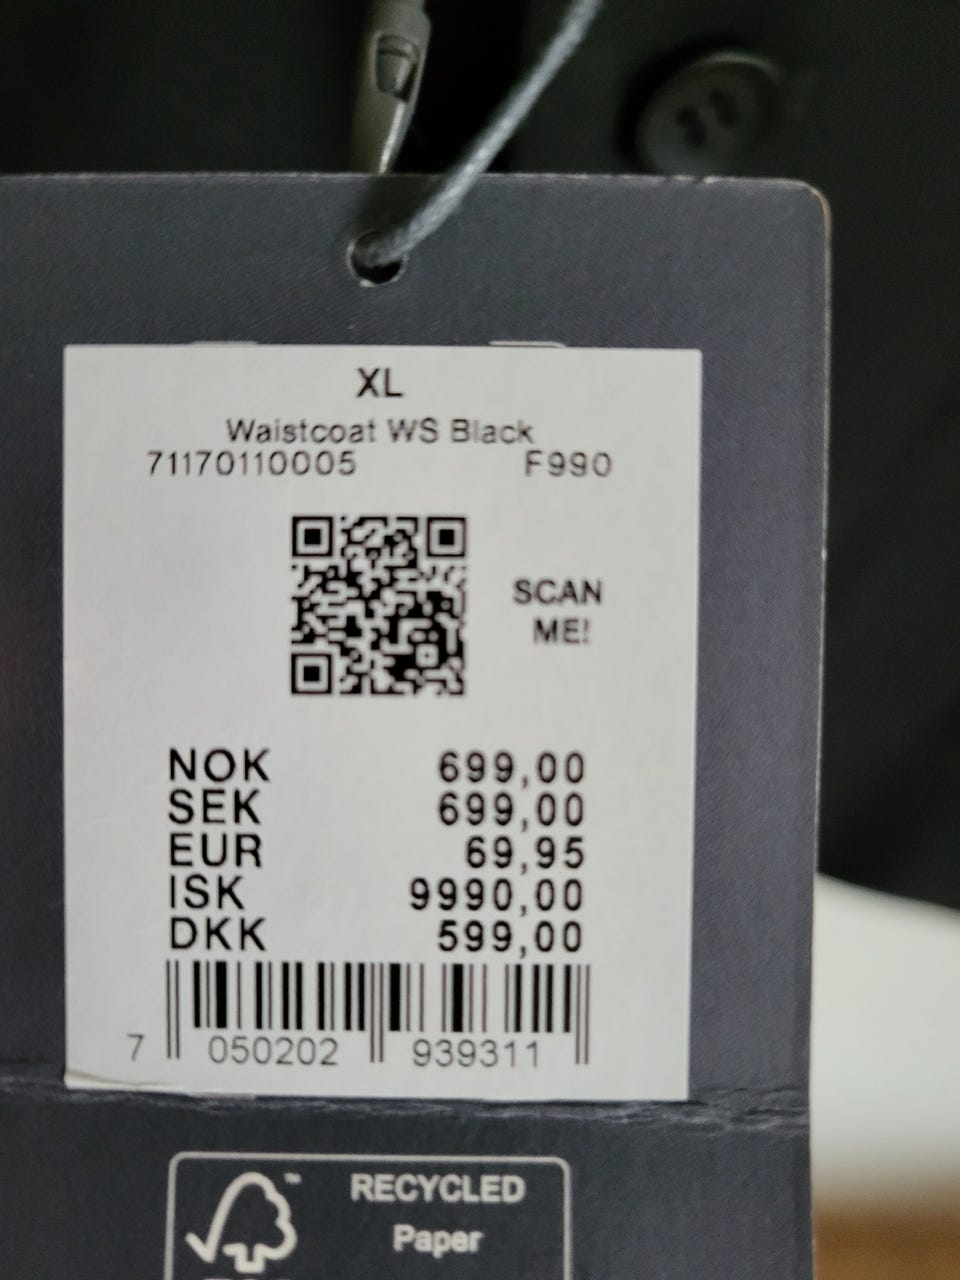 XL
Waistcoat WS Black
71170110005 F990
SCAN
ME!
NOK 699,00
SEK 699,00
EUR 69,95
ISK 9990,00
DKK 599,00
7 050202 939311
™ RECYCLED
Paper